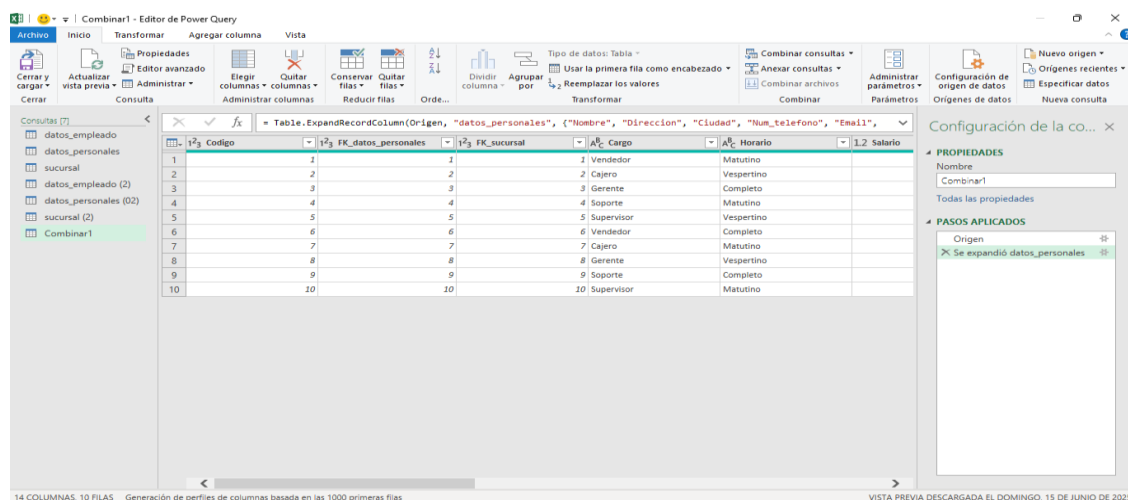 Combinar1 - Editor de Power Query
Archivo Inicio Transformar Agregar columna Vista
Cerrar y cargar
Cerrar
Actualizar vista previa
Propiedades
Editor avanzado
Administrar
Consulta
Elegir columnas
Quitar columnas
Administrar columnas
Conservar filas
Quitar filas
Reducir filas
Orde...
Dividir columna
Agrupar por
Tipo de datos: Tabla
Usar la primera fila como encabezado
Reemplazar los valores
Transformar
Combinar consultas
Anexar consultas
Combinar archivos
Combinar
Administrar parámetros
Parámetros
Configuración de origen de datos
Orígenes de datos
Nuevo origen
Orígenes recientes
Especificar datos
Nueva consulta
Consultas [7]
datos_empleado
datos_personales
sucursal
datos_empleado (2)
datos_personales (02)
sucursal (2)
Combinar1
fx = Table.ExpandRecordColumn(Origen, "datos_personales", {"Nombre", "Direccion", "Ciudad", "Num_telefono", "Email",
Codigo FK_datos_personales FK_sucursal Cargo Horario 1.2 Salario
1 1 1 1 Vendedor Matutino
2 2 2 2 Cajero Vespertino
3 3 3 3 Gerente Completo
4 4 4 4 Soporte Matutino
5 5 5 5 Supervisor Vespertino
6 6 6 6 Vendedor Completo
7 7 7 7 Cajero Matutino
8 8 8 8 Gerente Vespertino
9 9 9 9 Soporte Completo
10 10 10 10 Supervisor Matutino
Configuración de la co...
PROPIEDADES
Nombre
Combinar1
Todas las propiedades
PASOS APLICADOS
Origen
Se expandió datos_personales
14 COLUMNAS, 10 FILAS Generación de perfiles de columnas basada en las 1000 primeras filas
VISTA PREVIA DESCARGADA EL DOMINGO, 15 DE JUNIO DE